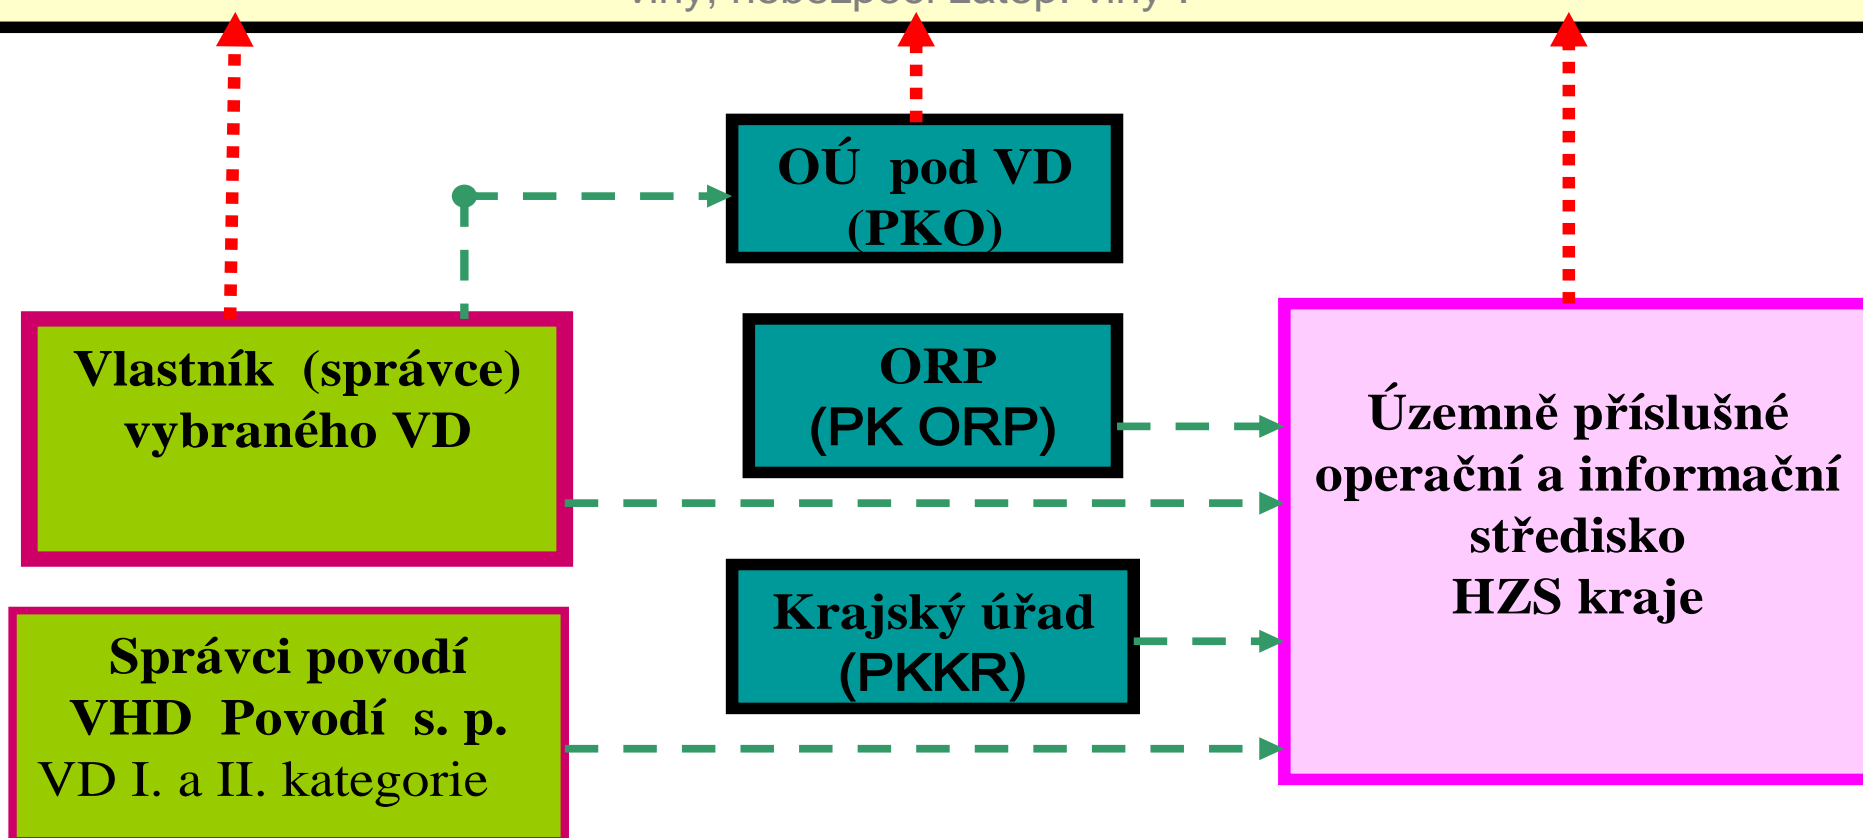 OÚ pod VD
(PKO)
Vlastník (správce)
vybraného VD
ORP
(PK ORP)
Územně příslušné
operační a informační
středisko
HZS kraje
Krajský úřad
(PKKR)
Správci povodí
VHD Povodí s. p.
VD I. a II. kategorie